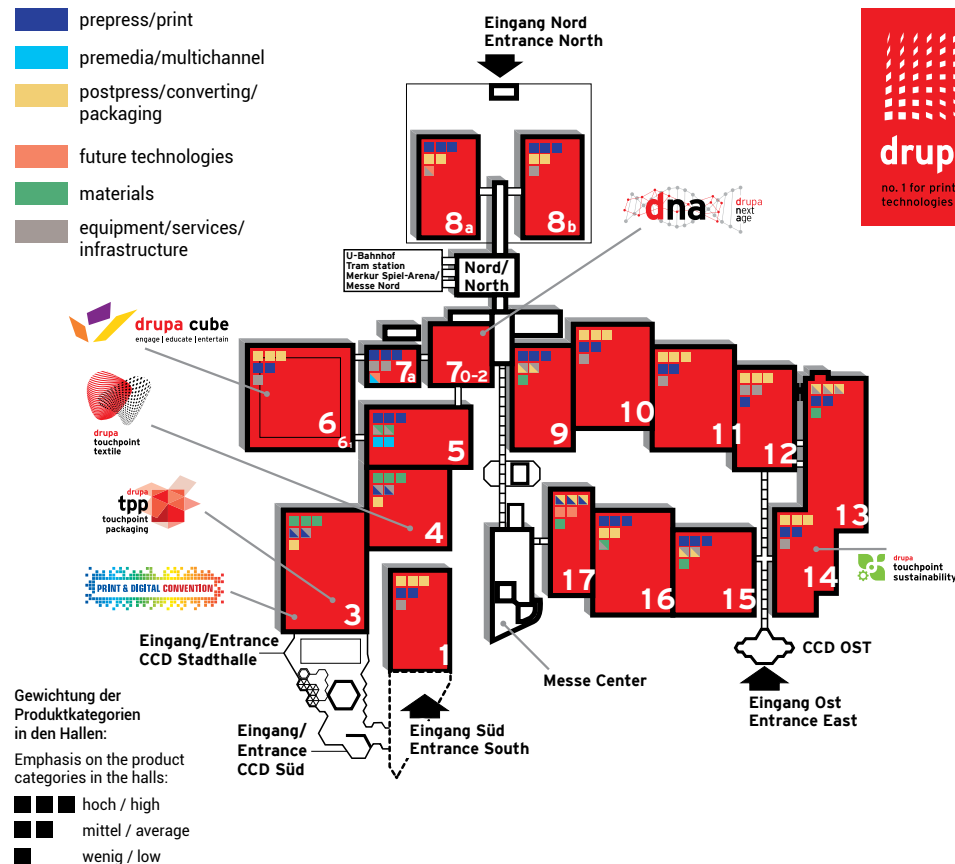 prepress/print
premedia/multichannel
postpress/converting/
packaging
future technologies
materials
equipment/services/
infrastructure
Eingang Nord
Entrance North
drup
no. 1 for print
technologies
8a
8b
dna
drupa
next
age
U-Bahnhof
Tram station
Merkur Spiel-Arena/
Messe Nord
Nord/
North
drupa cube
engage | educate | entertain
drupa
touchpoint
textile
drupa
tpp
touchpoint
packaging
PRINT & DIGITAL CONVENTION
6
61
7a
70-2
5
4
3
1
9
10
11
12
13
14
15
16
17
drupa
touchpoint
sustainability
Eingang/Entrance
CCD Stadthalle
Eingang/
Entrance
CCD Süd
Eingang Süd
Entrance South
Messe Center
CCD OST
Eingang Ost
Entrance East
Gewichtung der
Produktkategorien
in den Hallen:
Emphasis on the product
categories in the halls:
hoch / high
mittel / average
wenig / low